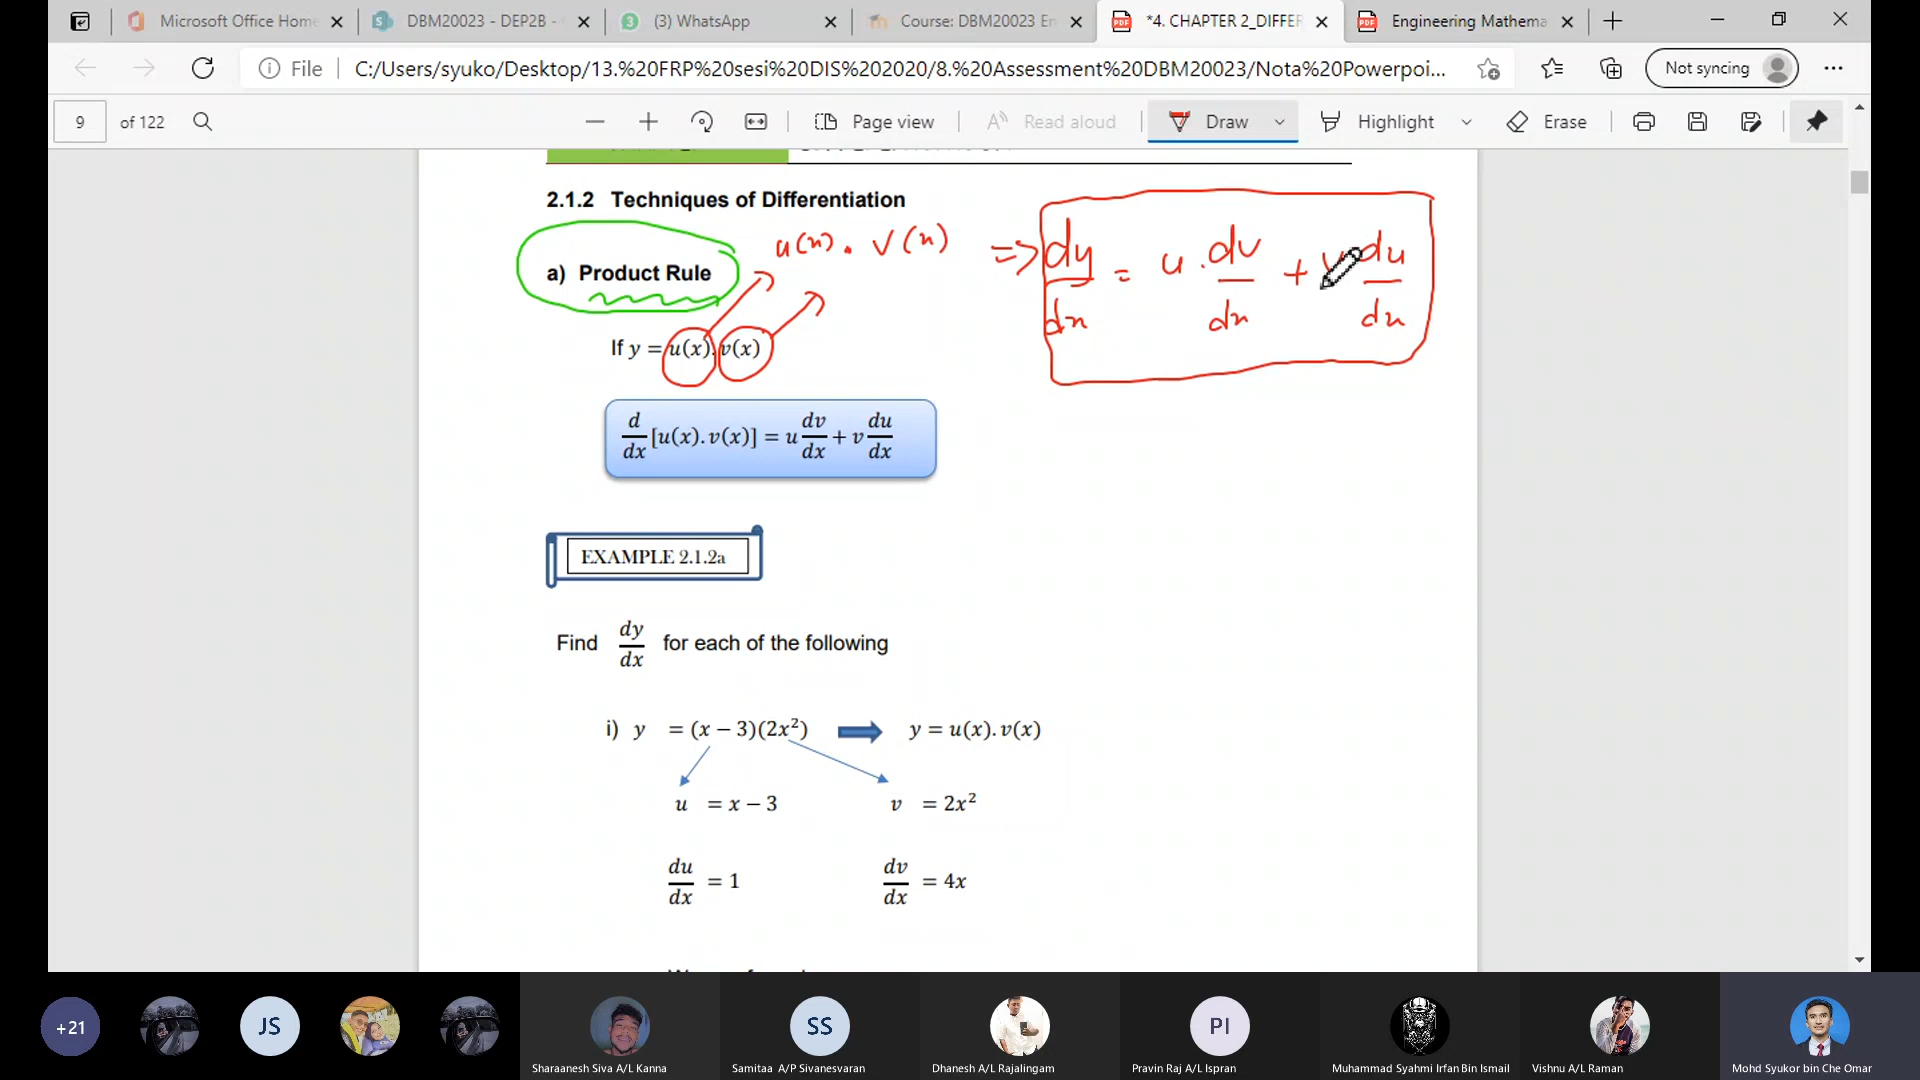 Microsoft Office Home
DBM20023 - DEP2B -
(3) WhatsApp
Course: DBM20023 En
*4. CHAPTER 2_DIFFER
Engineering Mathema
File
C:/Users/syuko/Desktop/13.%20FRP%20sesi%20DIS%202020/8.%20Assessment%20DBM20023/Nota%20Powerpoi...
Not syncing
9 of 122
Page view
Read aloud
Draw
Highlight
Erase
2.1.2 Techniques of Differentiation
a) Product Rule
u(x) . v(x) => dy/dx = u . dv/dx + v du/dx
If y = u(x).v(x)
d/dx [u(x).v(x)] = u dv/dx + v du/dx
EXAMPLE 2.1.2a
Find dy/dx for each of the following
i) y = (x − 3)(2x²) y = u(x).v(x)
u = x − 3 v = 2x²
du/dx = 1 dv/dx = 4x
+21
JS
SS
PI
Sharaanesh Siva A/L Kanna
Samitaa A/P Sivanesvaran
Dhanesh A/L Rajalingam
Pravin Raj A/L Ispran
Muhammad Syahmi Irfan Bin Ismail
Vishnu A/L Raman
Mohd Syukor bin Che Omar